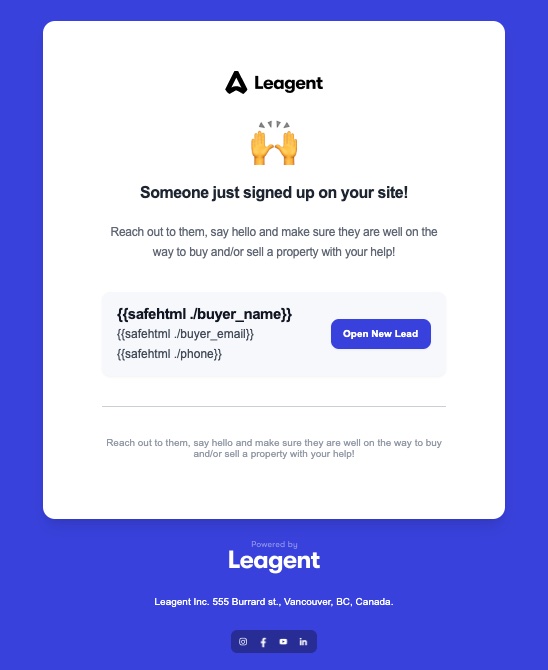 Leagent
Someone just signed up on your site!
Reach out to them, say hello and make sure they are well on the
way to buy and/or sell a property with your help!
{{safehtml ./buyer_name}}
{{safehtml ./buyer_email}}
{{safehtml ./phone}}
Open New Lead
Reach out to them, say hello and make sure they are well on the way to buy
and/or sell a property with your help!
Powered by
Leagent
Leagent Inc. 555 Burrard st., Vancouver, BC, Canada.